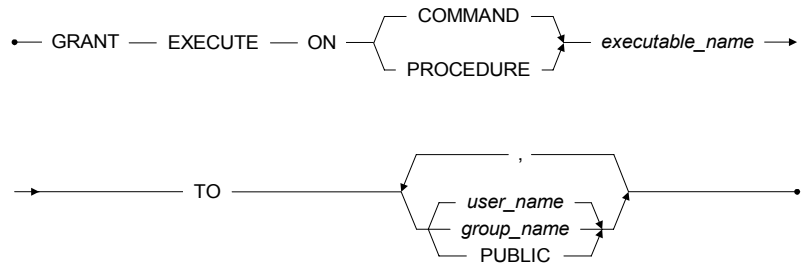 COMMAND
GRANT EXECUTE ON executable_name
PROCEDURE
,
TO user_name
group_name
PUBLIC